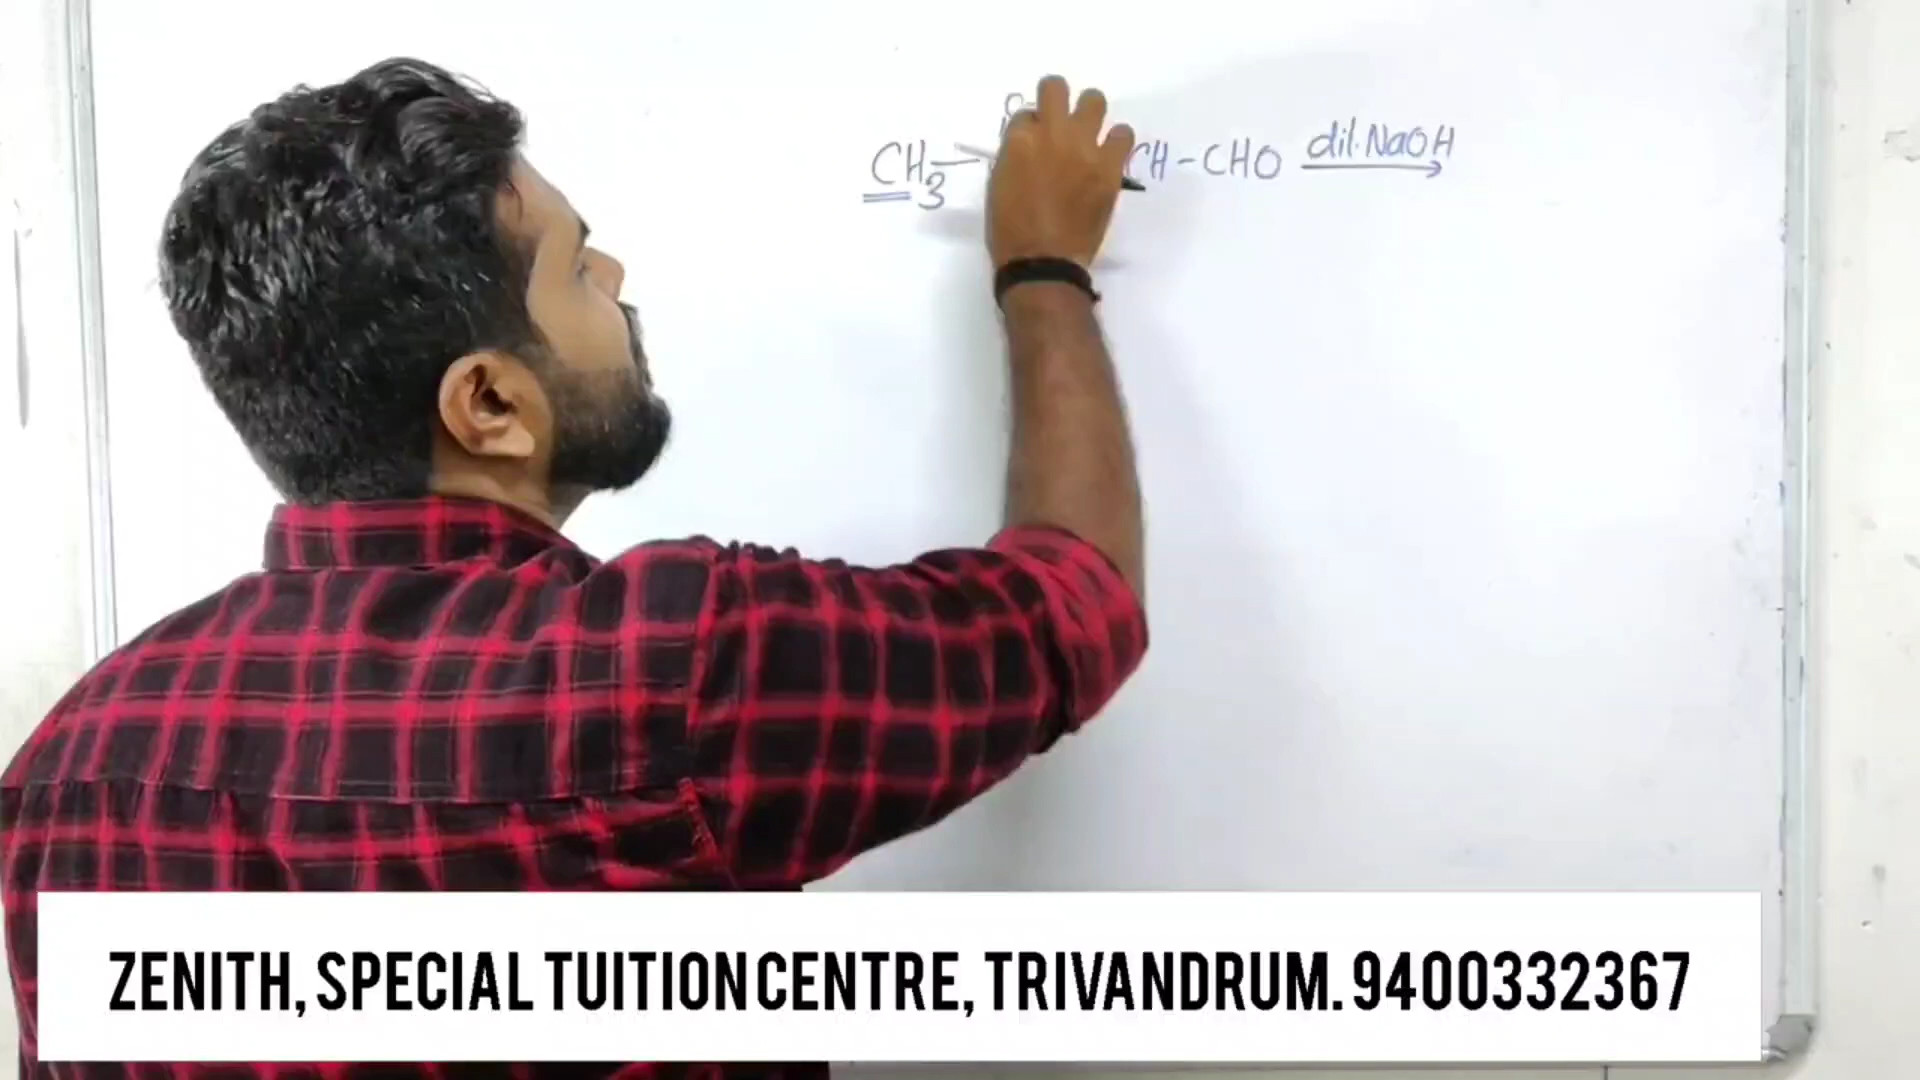 CH3 — CH - CHO dil. NaOH →
ZENITH, SPECIAL TUITION CENTRE, TRIVANDRUM. 9400332367